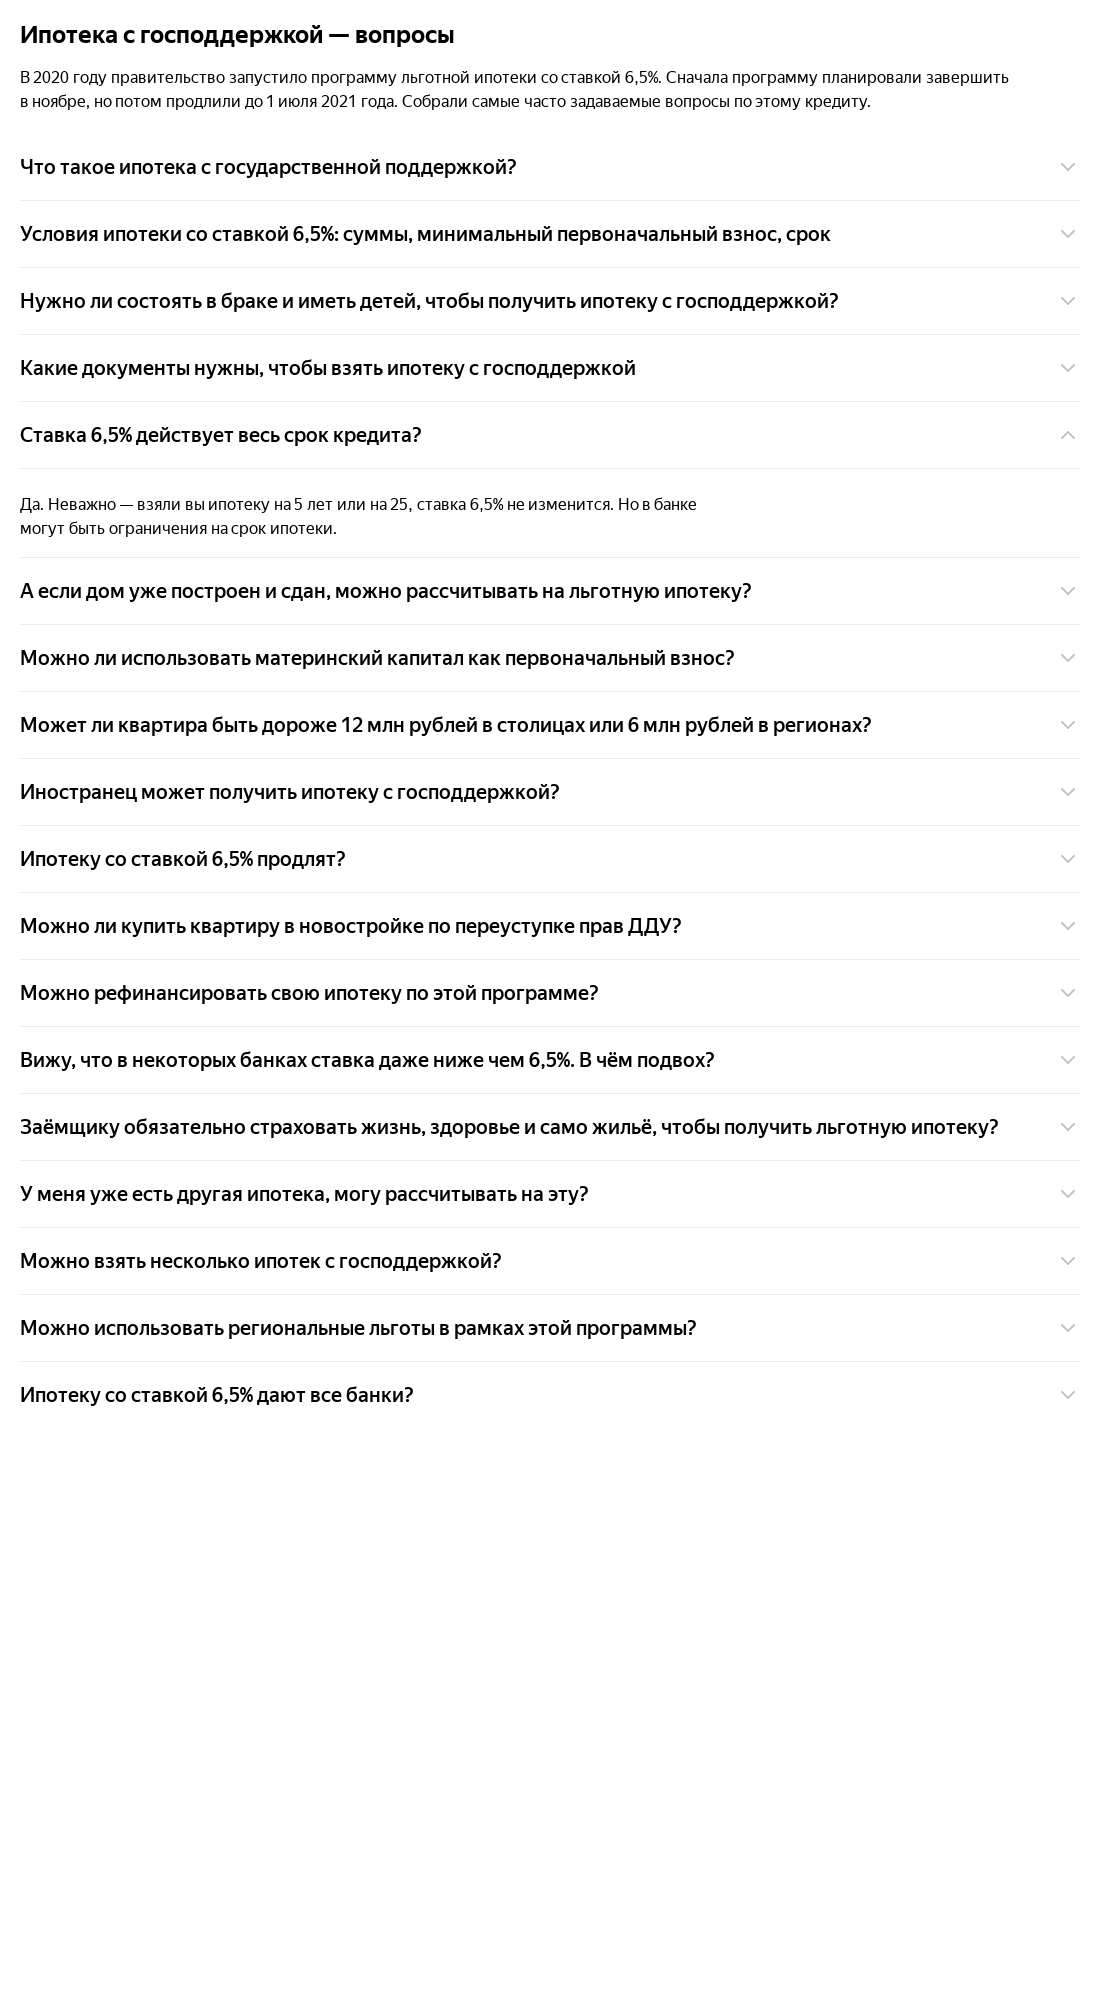 Ипотека с господдержкой — вопросы
В 2020 году правительство запустило программу льготной ипотеки со ставкой 6,5%. Сначала программу планировали завершить
в ноябре, но потом продлили до 1 июля 2021 года. Собрали самые часто задаваемые вопросы по этому кредиту.
Что такое ипотека с государственной поддержкой?
Условия ипотеки со ставкой 6,5%: суммы, минимальный первоначальный взнос, срок
Нужно ли состоять в браке и иметь детей, чтобы получить ипотеку с господдержкой?
Какие документы нужны, чтобы взять ипотеку с господдержкой
Ставка 6,5% действует весь срок кредита?
Да. Неважно — взяли вы ипотеку на 5 лет или на 25, ставка 6,5% не изменится. Но в банке
могут быть ограничения на срок ипотеки.
А если дом уже построен и сдан, можно рассчитывать на льготную ипотеку?
Можно ли использовать материнский капитал как первоначальный взнос?
Может ли квартира быть дороже 12 млн рублей в столицах или 6 млн рублей в регионах?
Иностранец может получить ипотеку с господдержкой?
Ипотеку со ставкой 6,5% продлят?
Можно ли купить квартиру в новостройке по переуступке прав ДДУ?
Можно рефинансировать свою ипотеку по этой программе?
Вижу, что в некоторых банках ставка даже ниже чем 6,5%. В чём подвох?
Заёмщику обязательно страховать жизнь, здоровье и само жильё, чтобы получить льготную ипотеку?
У меня уже есть другая ипотека, могу рассчитывать на эту?
Можно взять несколько ипотек с господдержкой?
Можно использовать региональные льготы в рамках этой программы?
Ипотеку со ставкой 6,5% дают все банки?